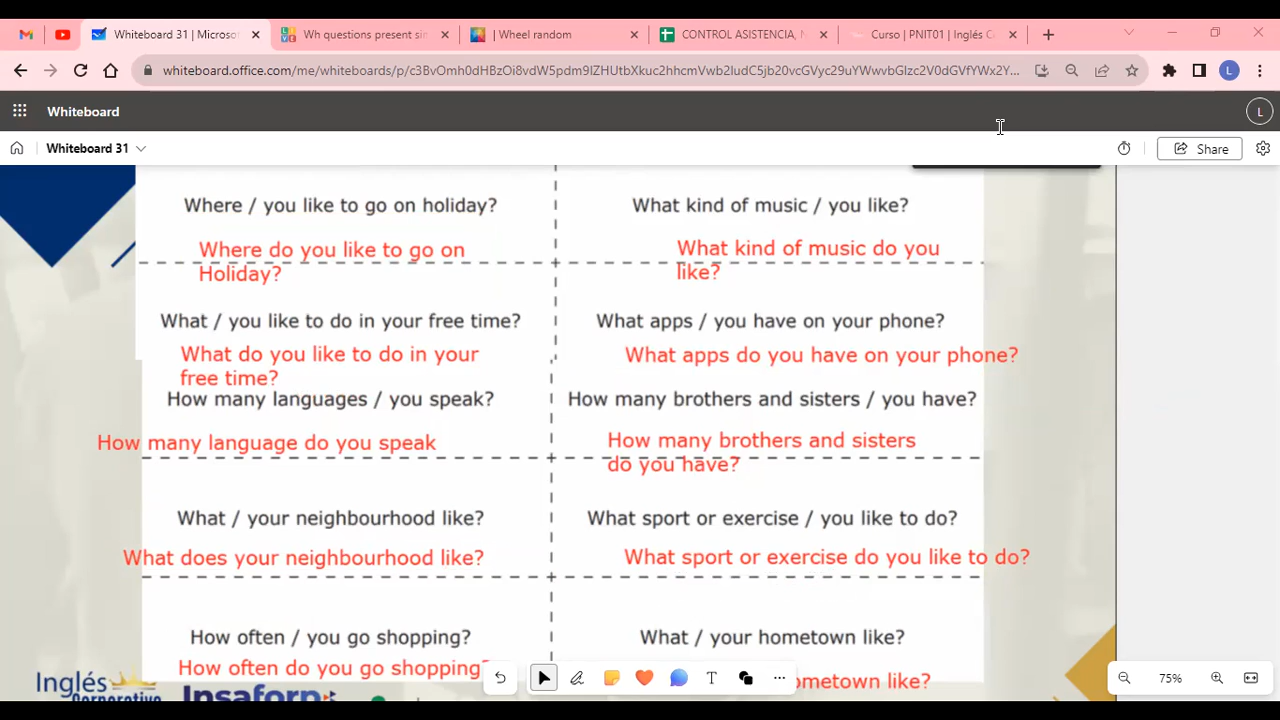 Whiteboard 31 | Microso
Wh questions present sin
| Wheel random
CONTROL ASISTENCIA, N
Curso | PNIT01 | Inglés C
whiteboard.office.com/me/whiteboards/p/
Whiteboard
L
Whiteboard 31
Share
Where / you like to go on holiday?
What kind of music / you like?
Where do you like to go on
Holiday?
What kind of music do you
like?
What / you like to do in your free time?
What apps / you have on your phone?
What do you like to do in your
free time?
What apps do you have on your phone?
How many languages / you speak?
How many brothers and sisters / you have?
How many language do you speak
How many brothers and sisters
do you have?
What / your neighbourhood like?
What sport or exercise / you like to do?
What does your neighbourhood like?
What sport or exercise do you like to do?
How often / you go shopping?
What / your hometown like?
How often do you go shopping?
ometown like?
Inglés
Corporativo
Insaforp
T
75%